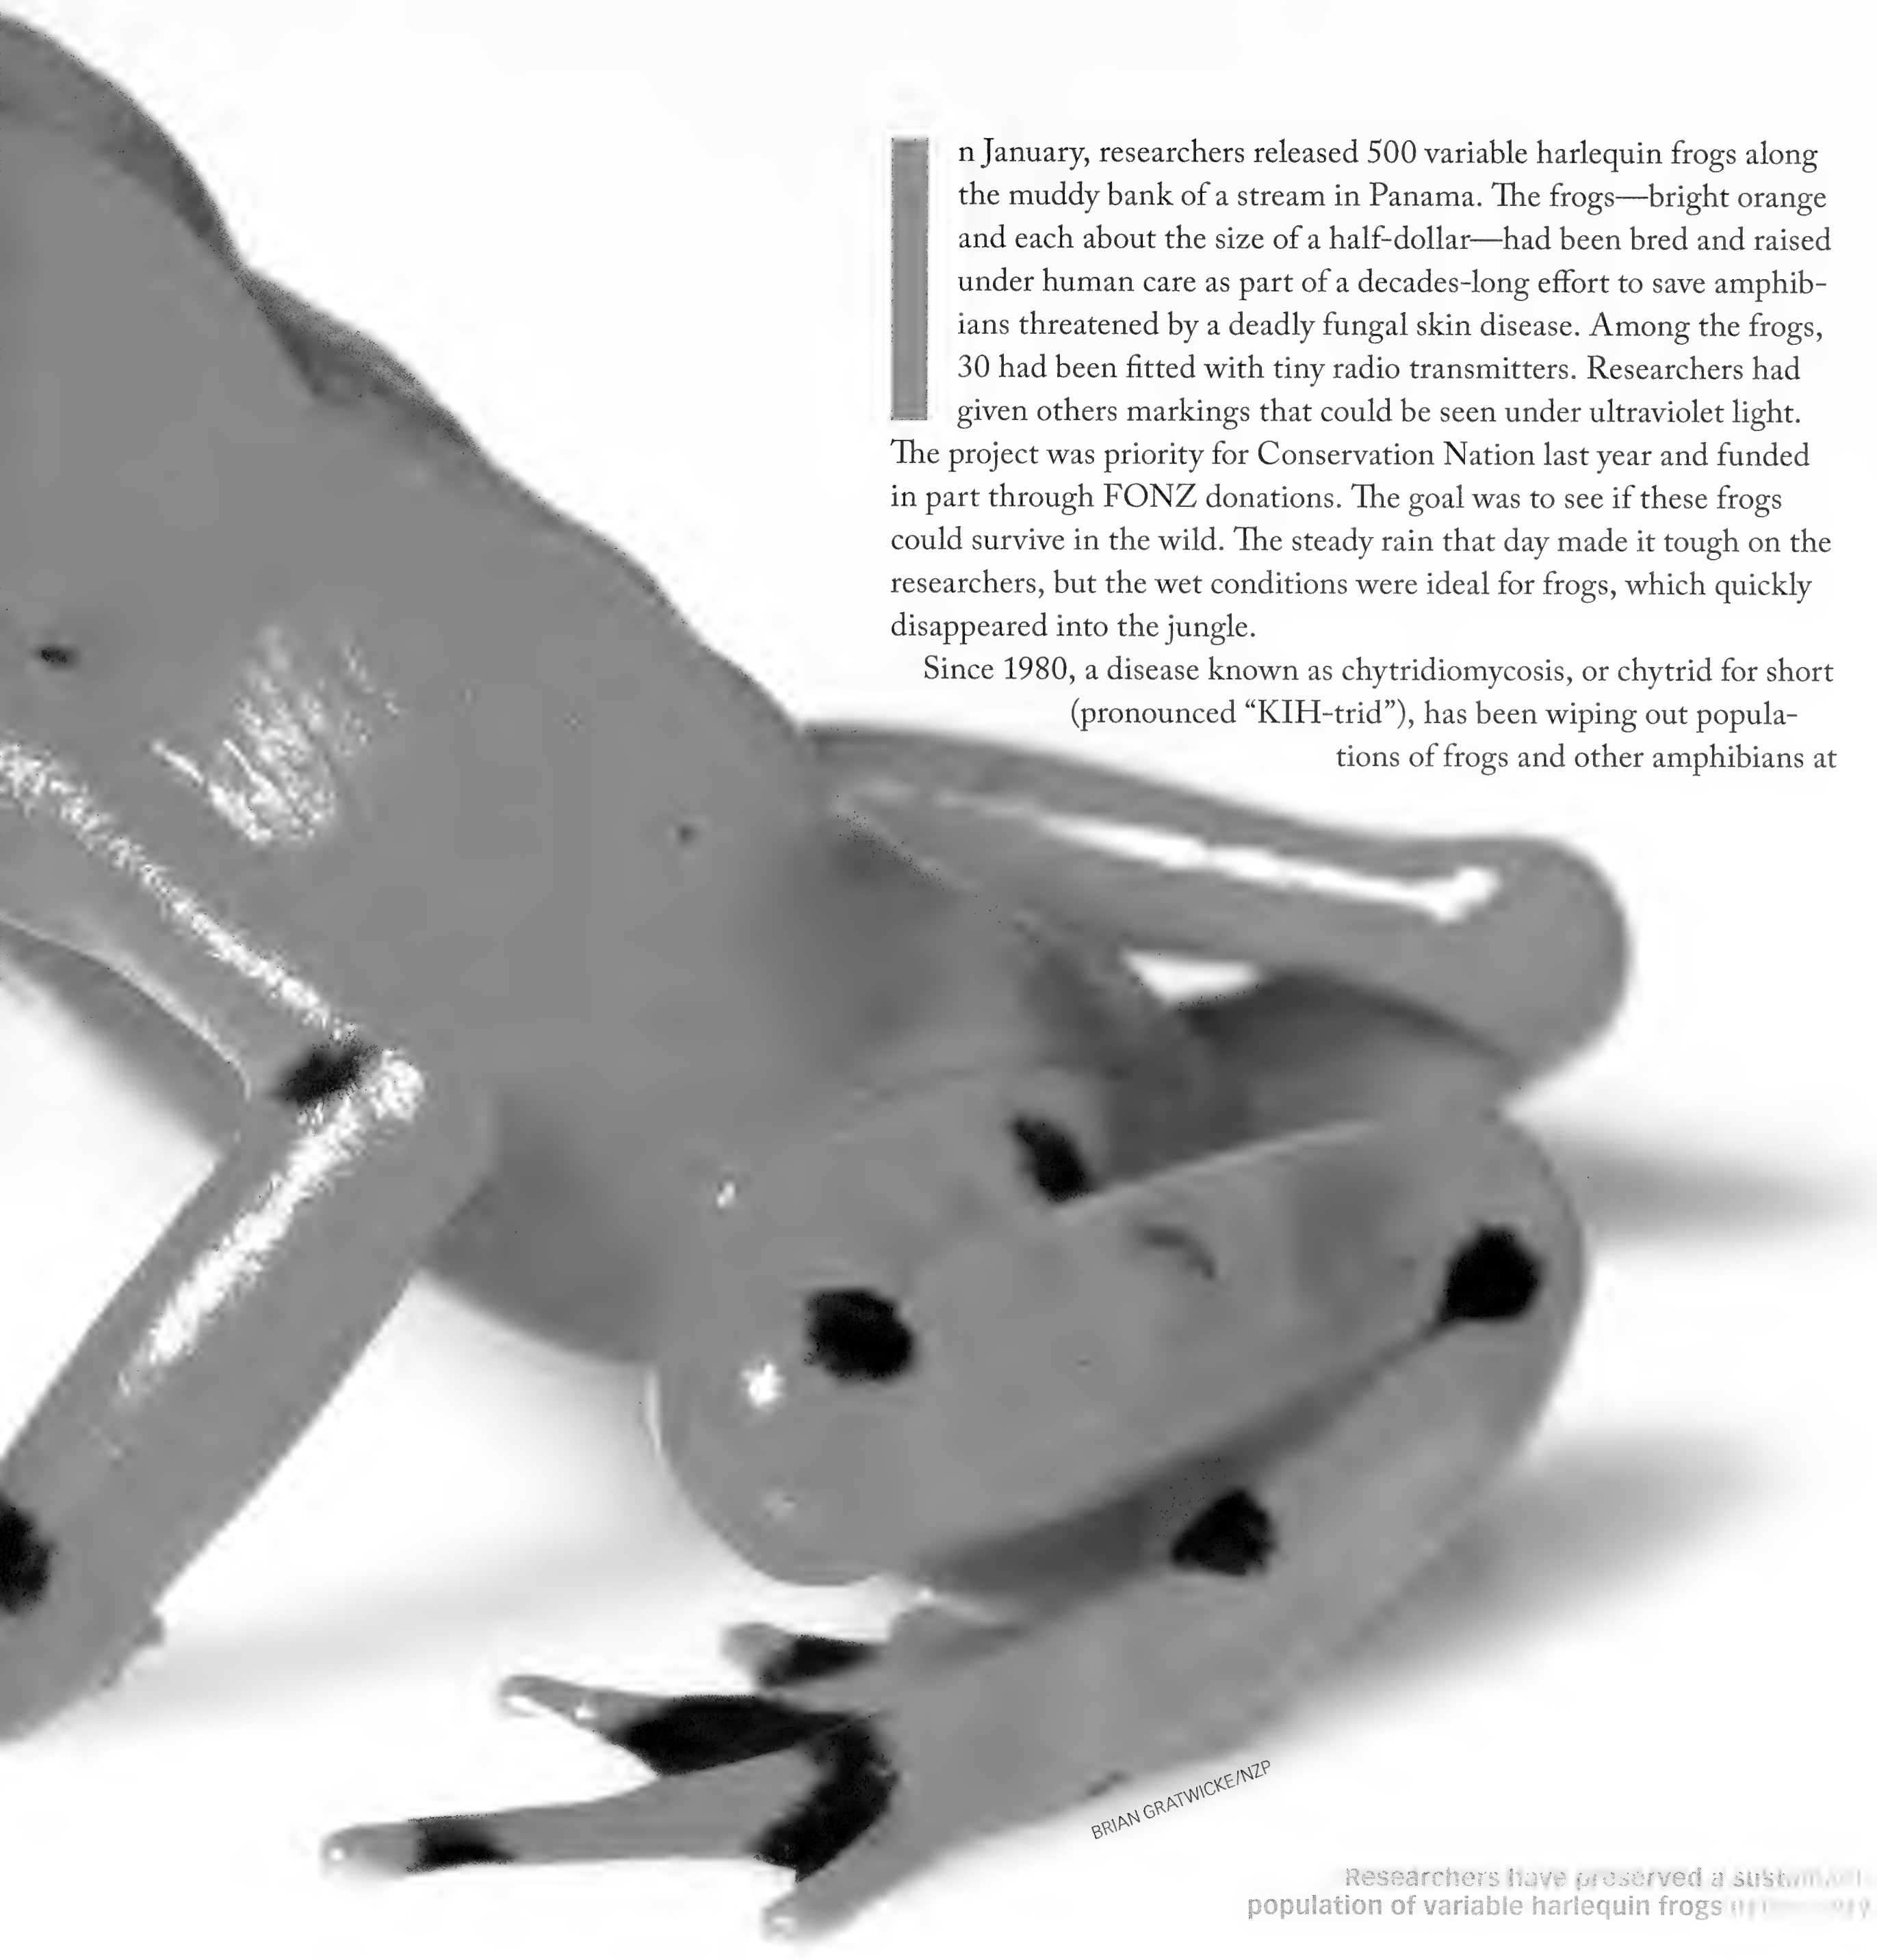 In January, researchers released 500 variable harlequin frogs along
the muddy bank of a stream in Panama. The frogs—bright orange
and each about the size of a half-dollar—had been bred and raised
under human care as part of a decades-long effort to save amphib-
ians threatened by a deadly fungal skin disease. Among the frogs,
30 had been fitted with tiny radio transmitters. Researchers had
given others markings that could be seen under ultraviolet light.
The project was priority for Conservation Nation last year and funded
in part through FONZ donations. The goal was to see if these frogs
could survive in the wild. The steady rain that day made it tough on the
researchers, but the wet conditions were ideal for frogs, which quickly
disappeared into the jungle.
Since 1980, a disease known as chytridiomycosis, or chytrid for short
(pronounced “KIH-trid”), has been wiping out popula-
tions of frogs and other amphibians at
BRIAN GRATWICKE/NZP
Researchers have preserved a
population of variable harlequin frogs